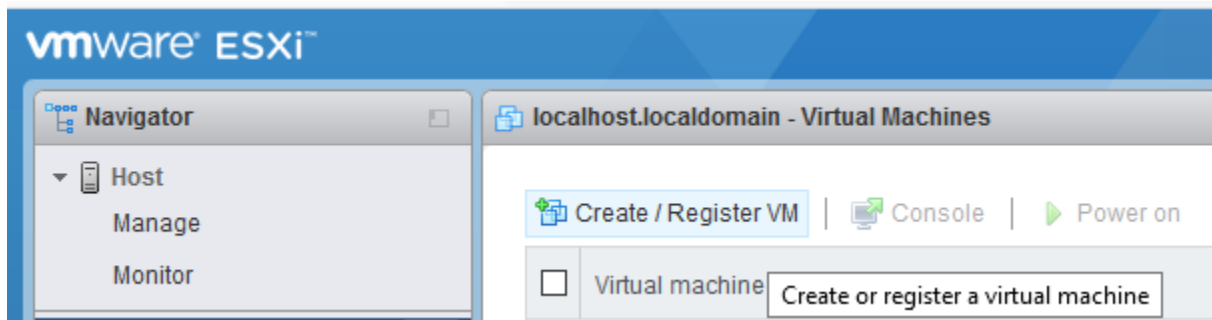 vmware® ESXi™
Navigator
Host
Manage
Monitor
localhost.localdomain - Virtual Machines
Create / Register VM | Console | Power on
Virtual machine
Create or register a virtual machine